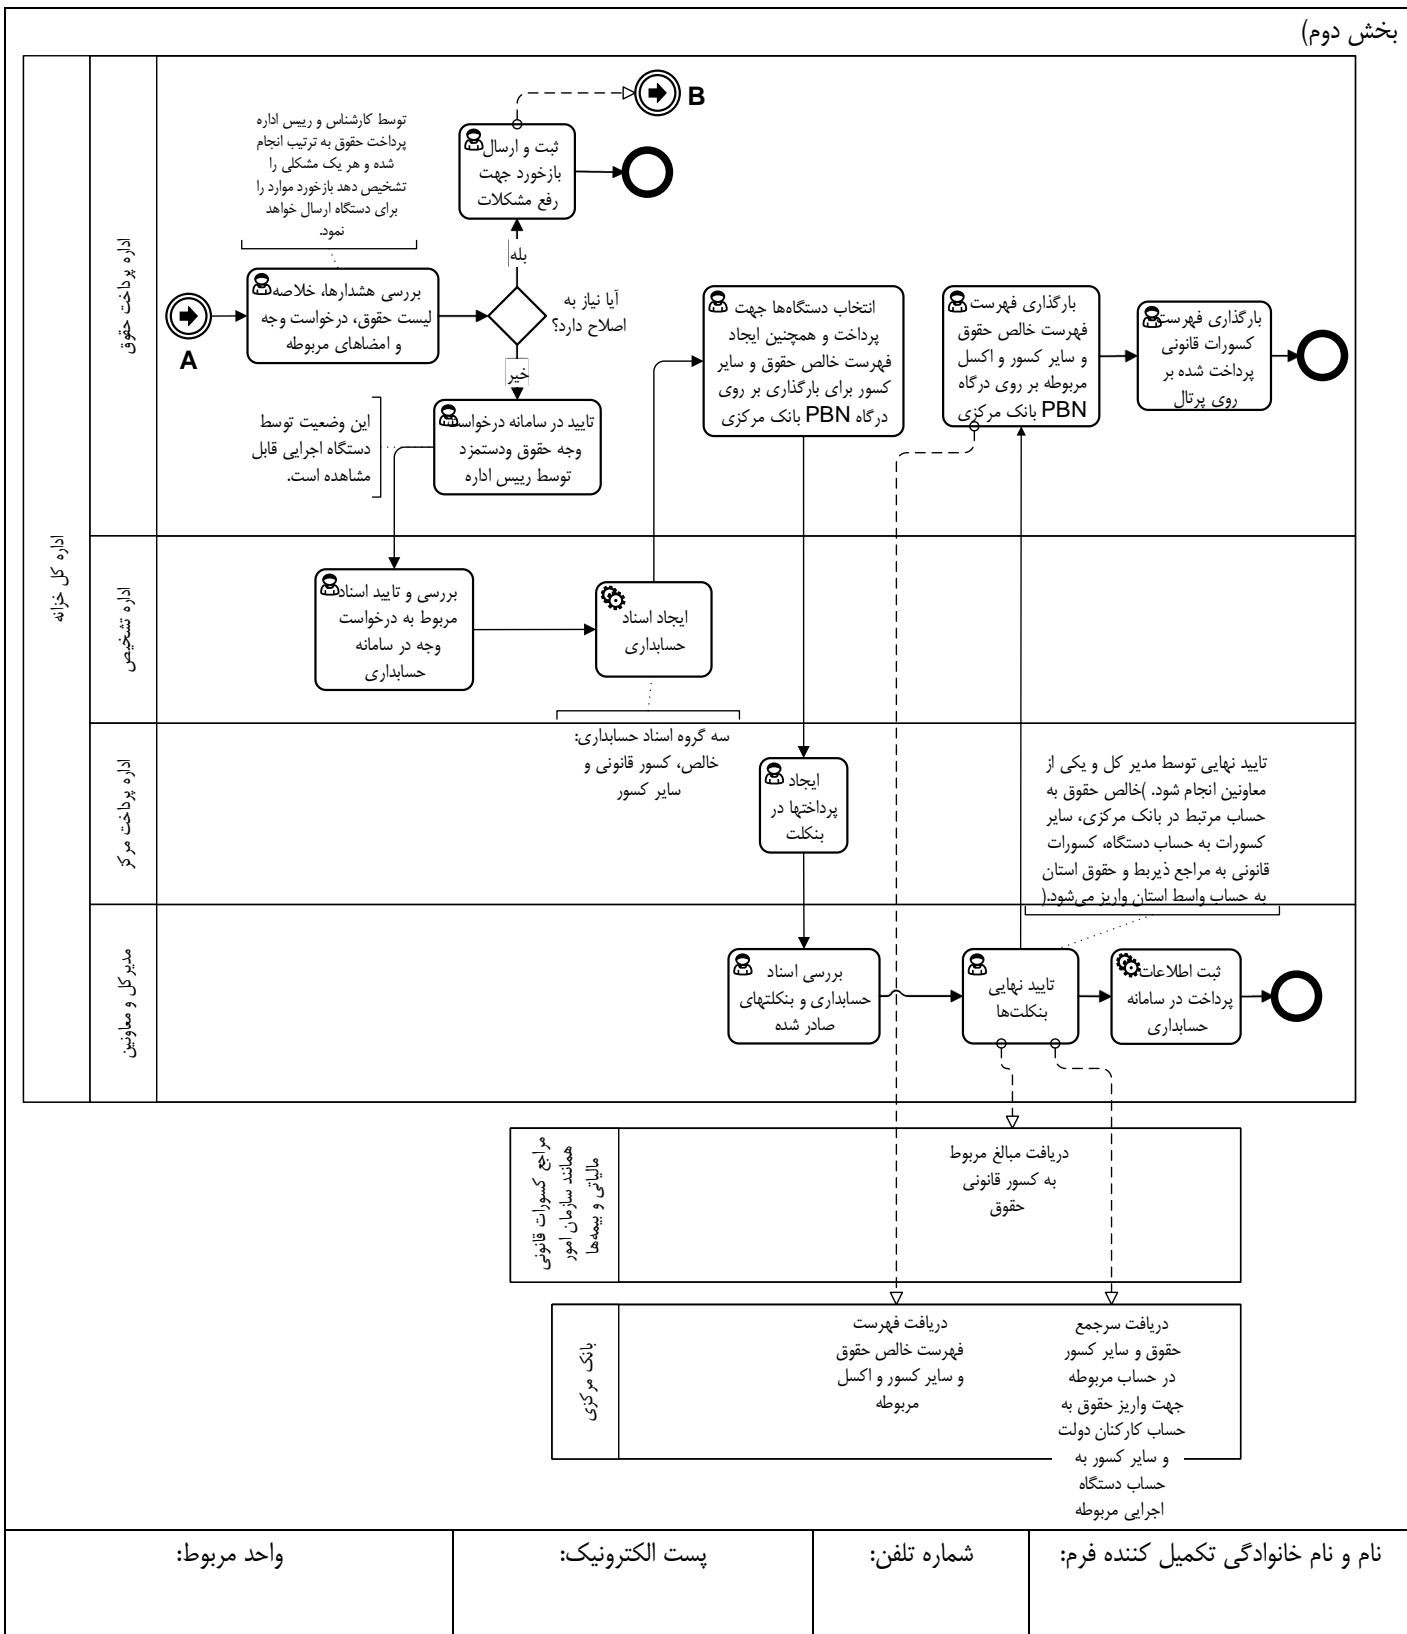 بخش دوم)
اداره کل خزانه
اداره پرداخت حقوق
توسط کارشناس و رییس اداره
پرداخت حقوق به ترتیب انجام
شده و هر یک مشکلی را
تشخیص دهد بازخورد موارد را
برای دستگاه ارسال خواهد
نمود.
ثبت و ارسال
بازخورد جهت
رفع مشکلات
B
بله
A
بررسی هشدارها، خلاصه
لیست حقوق، درخواست وجه
و امضاهای مربوطه
آیا نیاز به
اصلاح دارد؟
خیر
تایید در سامانه درخواست
وجه حقوق ودستمزد
توسط رییس اداره
این وضعیت توسط
دستگاه اجرایی قابل
مشاهده است.
انتخاب دستگاه‌ها جهت
پرداخت و همچنین ایجاد
فهرست خالص حقوق و سایر
کسور برای بارگذاری بر روی
درگاه PBN بانک مرکزی
بارگذاری فهرست
فهرست خالص حقوق
و سایر کسور و اکسل
مربوطه بر روی درگاه
PBN بانک مرکزی
بارگذاری فهرست
کسورات قانونی
پرداخت شده بر
روی پرتال
اداره تشخیص
بررسی و تایید اسناد
مربوط به درخواست
وجه در سامانه
حسابداری
ایجاد اسناد
حسابداری
سه گروه اسناد حسابداری:
خالص، کسور قانونی و
سایر کسور
اداره پرداخت مرکز
ایجاد
پرداختها در
بنکلت
تایید نهایی توسط مدیر کل و یکی از
معاونین انجام شود. )خالص حقوق به
حساب مرتبط در بانک مرکزی، سایر
کسورات به حساب دستگاه، کسورات
قانونی به مراجع ذیربط و حقوق استان
به حساب واسط استان واریز می‌شود.(
مدیرکل و معاونین
بررسی اسناد
حسابداری و بنکلتهای
صادر شده
تایید نهایی
بنکلت‌ها
ثبت اطلاعات
پرداخت در سامانه
حسابداری
مراجع کسورات قانونی
همانند سازمان امور
مالیاتی و بیمه‌ها
دریافت مبالغ مربوط
به کسور قانونی
حقوق
بانک مرکزی
دریافت فهرست
فهرست خالص حقوق
و سایر کسور و اکسل
مربوطه
دریافت سرجمع
حقوق و سایر کسور
در حساب مربوطه
جهت واریز حقوق به
حساب کارکنان دولت
و سایر کسور به
حساب دستگاه
اجرایی مربوطه
نام و نام خانوادگی تکمیل کننده فرم:
شماره تلفن:
پست الکترونیک:
واحد مربوط: